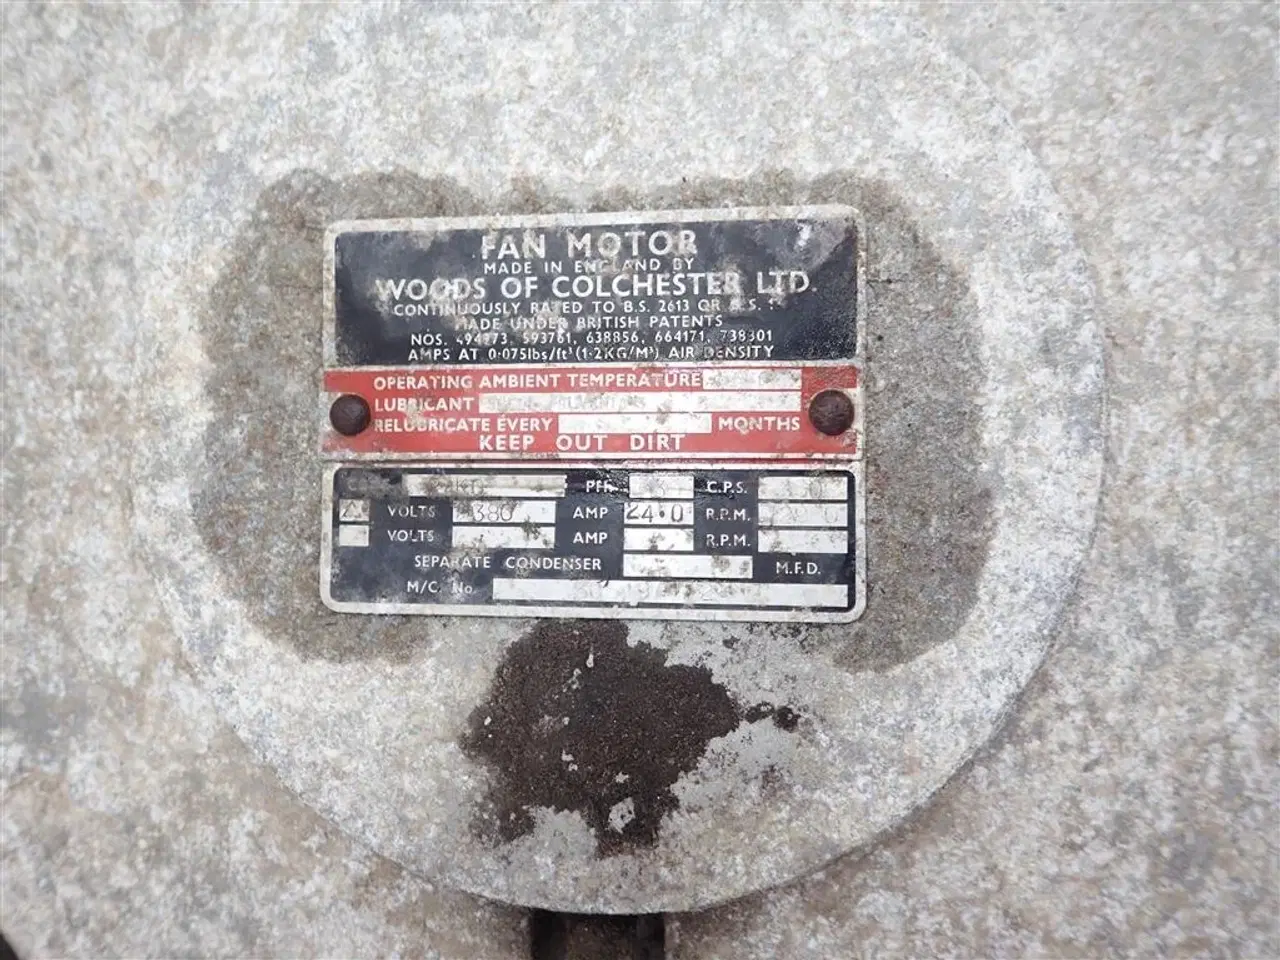 FAN MOTOR
MADE IN ENGLAND BY
WOODS OF COLCHESTER LTD.
CONTINUOUSLY RATED TO B.S. 2613 OR
MADE UNDER BRITISH PATENTS
NOS. 593761, 638856, 664171, 738301
AMPS AT 0·075lbs/ft³ (1·2KG/M³) AIR DENSITY
OPERATING AMBIENT TEMPERATURE
LUBRICANT
RELUBRICATE EVERY MONTHS
KEEP OUT DIRT
PH 3 C.P.S.
VOLTS 380 AMP 24.0 R.P.M.
VOLTS AMP R.P.M.
SEPARATE CONDENSER M.F.D.
M/C. No.